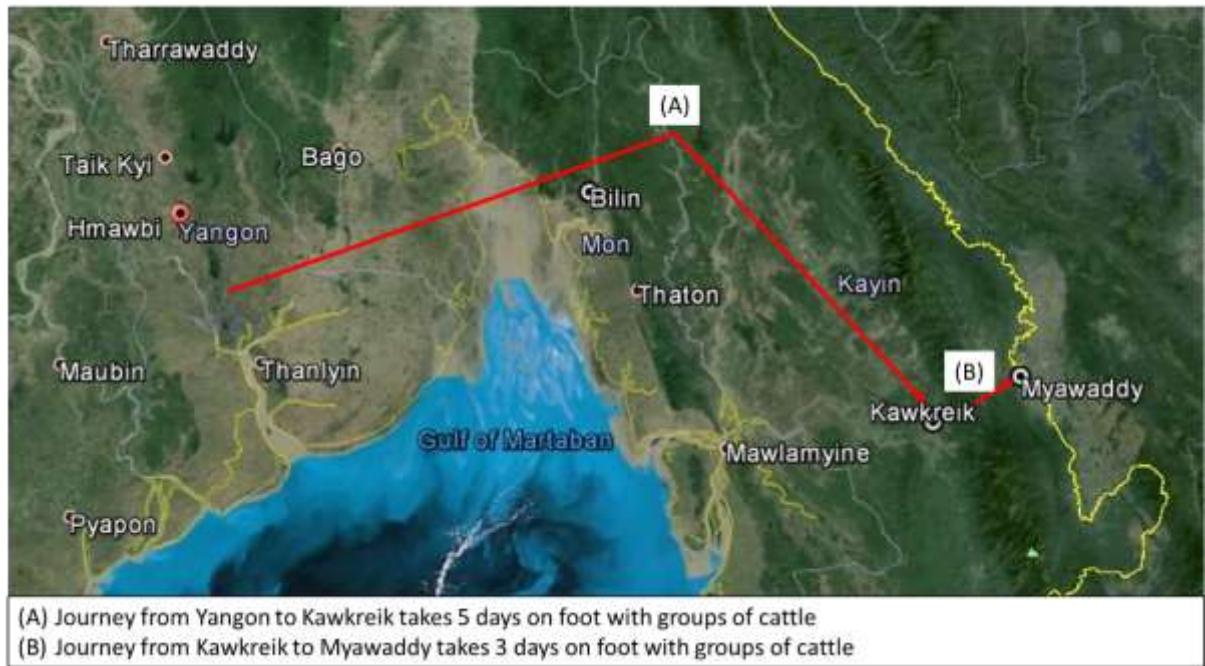 Tharrawaddy
(A)
Taik Kyi
Bago
Bilin
Hmawbi
Yangon
Mon
Kayin
Thaton
Maubin
Thanlyin
(B)
Myawaddy
Kawkreik
Gulf of Martaban
Mawlamyine
Pyapon
(A) Journey from Yangon to Kawkreik takes 5 days on foot with groups of cattle
(B) Journey from Kawkreik to Myawaddy takes 3 days on foot with groups of cattle